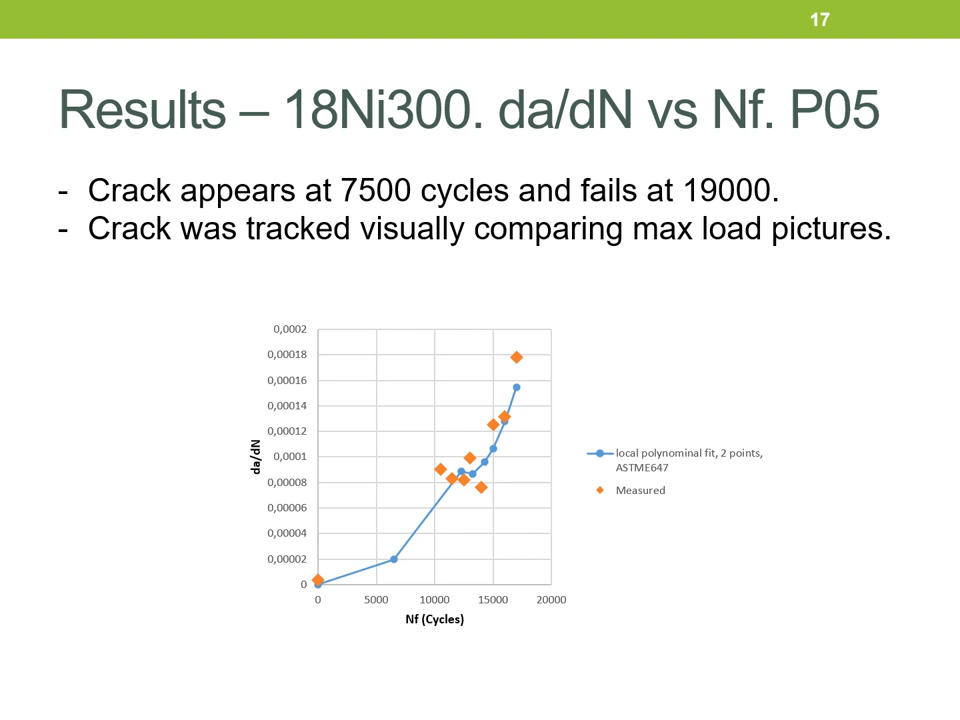 17
Results – 18Ni300. da/dN vs Nf. P05
- Crack appears at 7500 cycles and fails at 19000.
- Crack was tracked visually comparing max load pictures.
0,0002
0,00018
0,00016
0,00014
0,00012
0,0001
0,00008
0,00006
0,00004
0,00002
0
da/dN
0 5000 10000 15000 20000
Nf (Cycles)
local polynominal fit, 2 points,
ASTME647
Measured